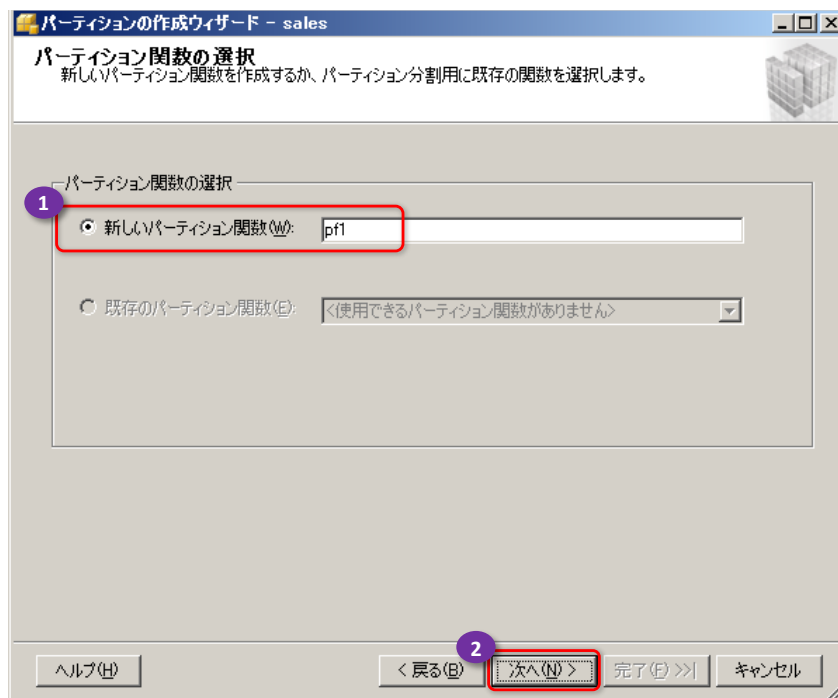 パーティションの作成ウィザード - sales
パーティション関数の選択
新しいパーティション関数を作成するか、パーティション分割用に既存の関数を選択します。
パーティション関数の選択
1
新しいパーティション関数(W): pf1
既存のパーティション関数(E): <使用できるパーティション関数がありません>
2
ヘルプ(H) < 戻る(B) 次へ(N) > 完了(F) >>| キャンセル